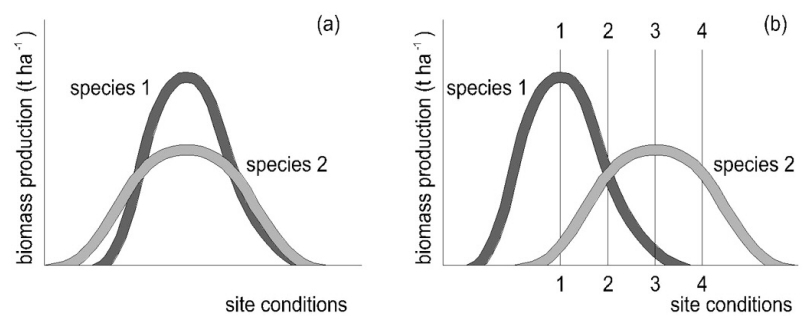 (a)
biomass production (t ha⁻¹)
species 1
species 2
site conditions
(b)
biomass production (t ha⁻¹)
1 2 3 4
species 1
species 2
1 2 3 4
site conditions